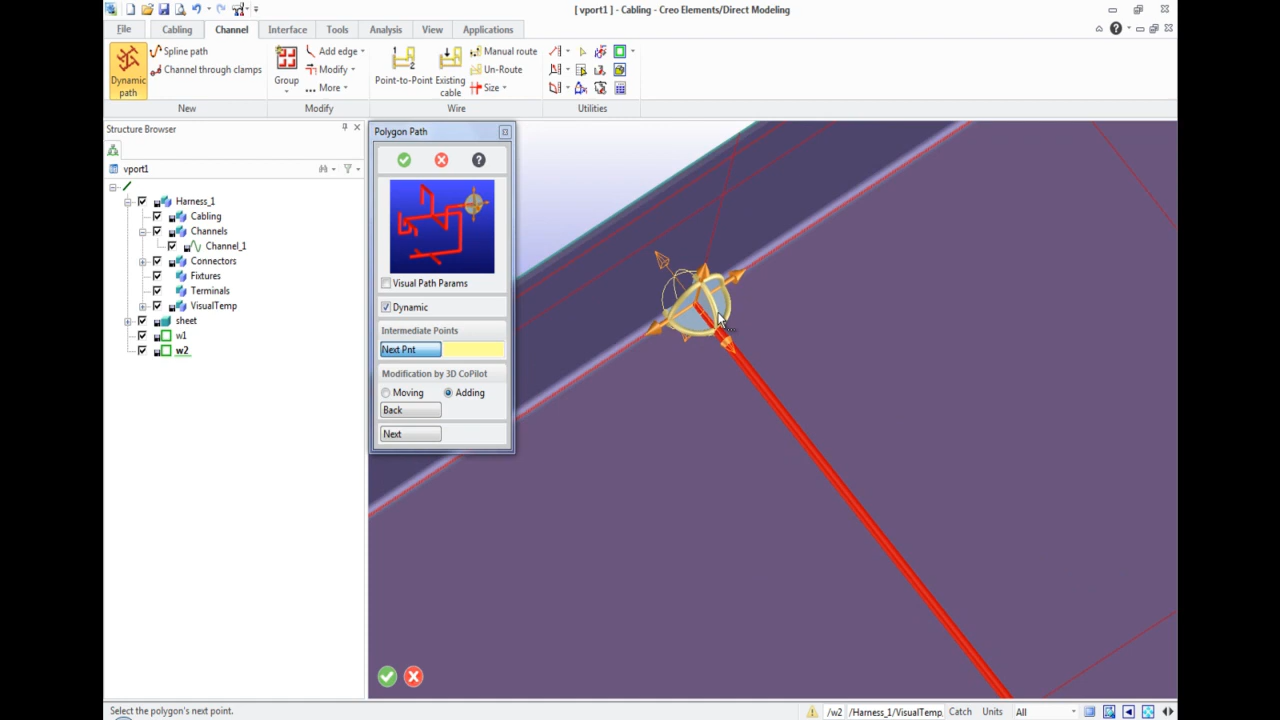 [ vport1 ] - Cabling - Creo Elements/Direct Modeling
File Cabling Channel Interface Tools Analysis View Applications
Dynamic path
Spline path
Channel through clamps
New
Group
Add edge
Modify
More
Modify
Point-to-Point
Existing cable
Manual route
Un-Route
Size
Wire
Utilities
Structure Browser
vport1
Harness_1
Cabling
Channels
Channel_1
Connectors
Fixtures
Terminals
VisualTemp
sheet
w1
w2
Polygon Path
Visual Path Params
Dynamic
Intermediate Points
Next Pnt
Modification by 3D CoPilot
Moving Adding
Back
Next
Select the polygon's next point.
/w2 /Harness_1/VisualTemp Catch Units All